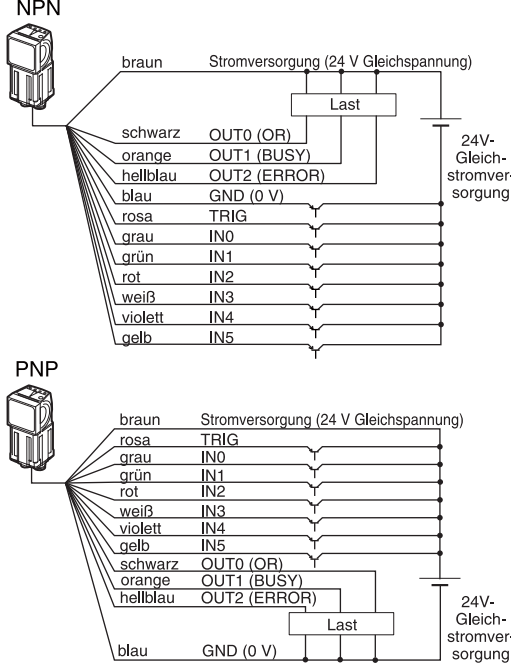 NPN
braun Stromversorgung (24 V Gleichspannung)
Last
schwarz OUT0 (OR)
orange OUT1 (BUSY)
hellblau OUT2 (ERROR)
blau GND (0 V)
rosa TRIG
grau IN0
grün IN1
rot IN2
weiß IN3
violett IN4
gelb IN5
24V-
Gleich-
stromver-
sorgung
PNP
braun Stromversorgung (24 V Gleichspannung)
rosa TRIG
grau IN0
grün IN1
rot IN2
weiß IN3
violett IN4
gelb IN5
schwarz OUT0 (OR)
orange OUT1 (BUSY)
hellblau OUT2 (ERROR)
Last
blau GND (0 V)
24V-
Gleich-
stromver-
sorgung